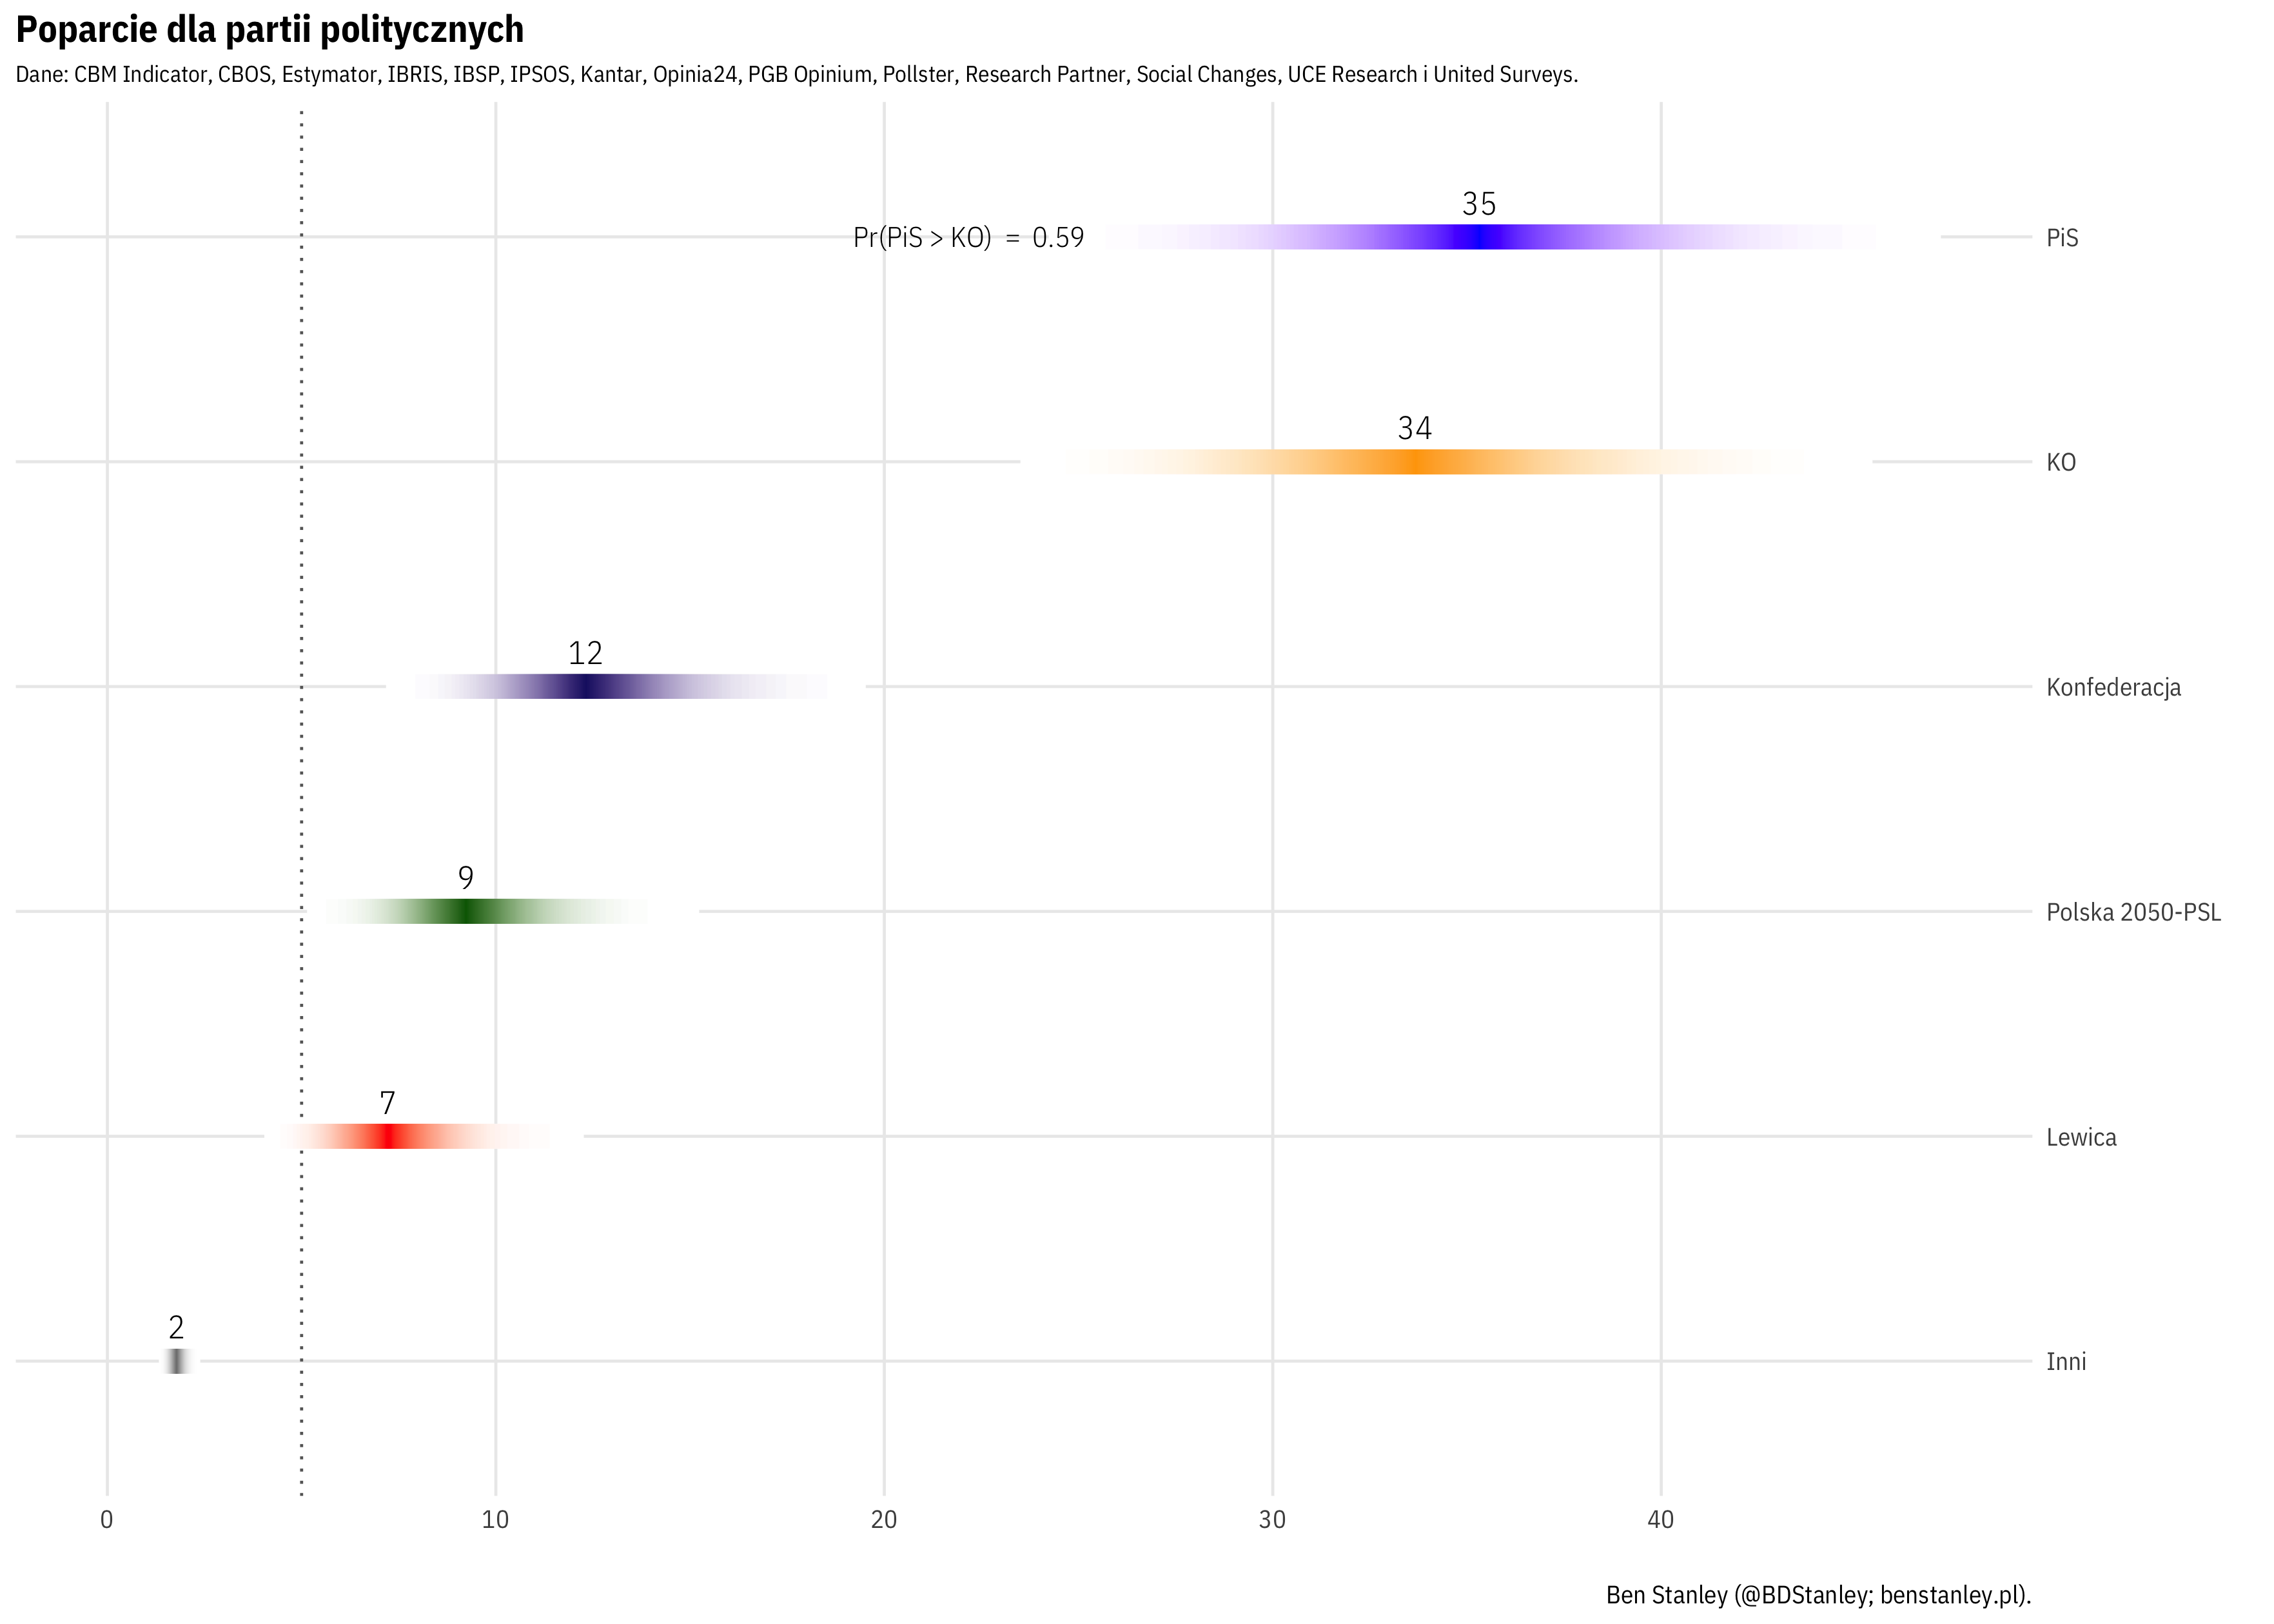 Poparcie dla partii politycznych
Dane: CBM Indicator, CBOS, Estymator, IBRIS, IBSP, IPSOS, Kantar, Opinia24, PGB Opinium, Pollster, Research Partner, Social Changes, UCE Research i United Surveys.
35
Pr(PiS > KO) = 0.59
PiS
34
KO
12
Konfederacja
9
Polska 2050-PSL
7
Lewica
2
Inni
0 10 20 30 40
Ben Stanley (@BDStanley; benstanley.pl).